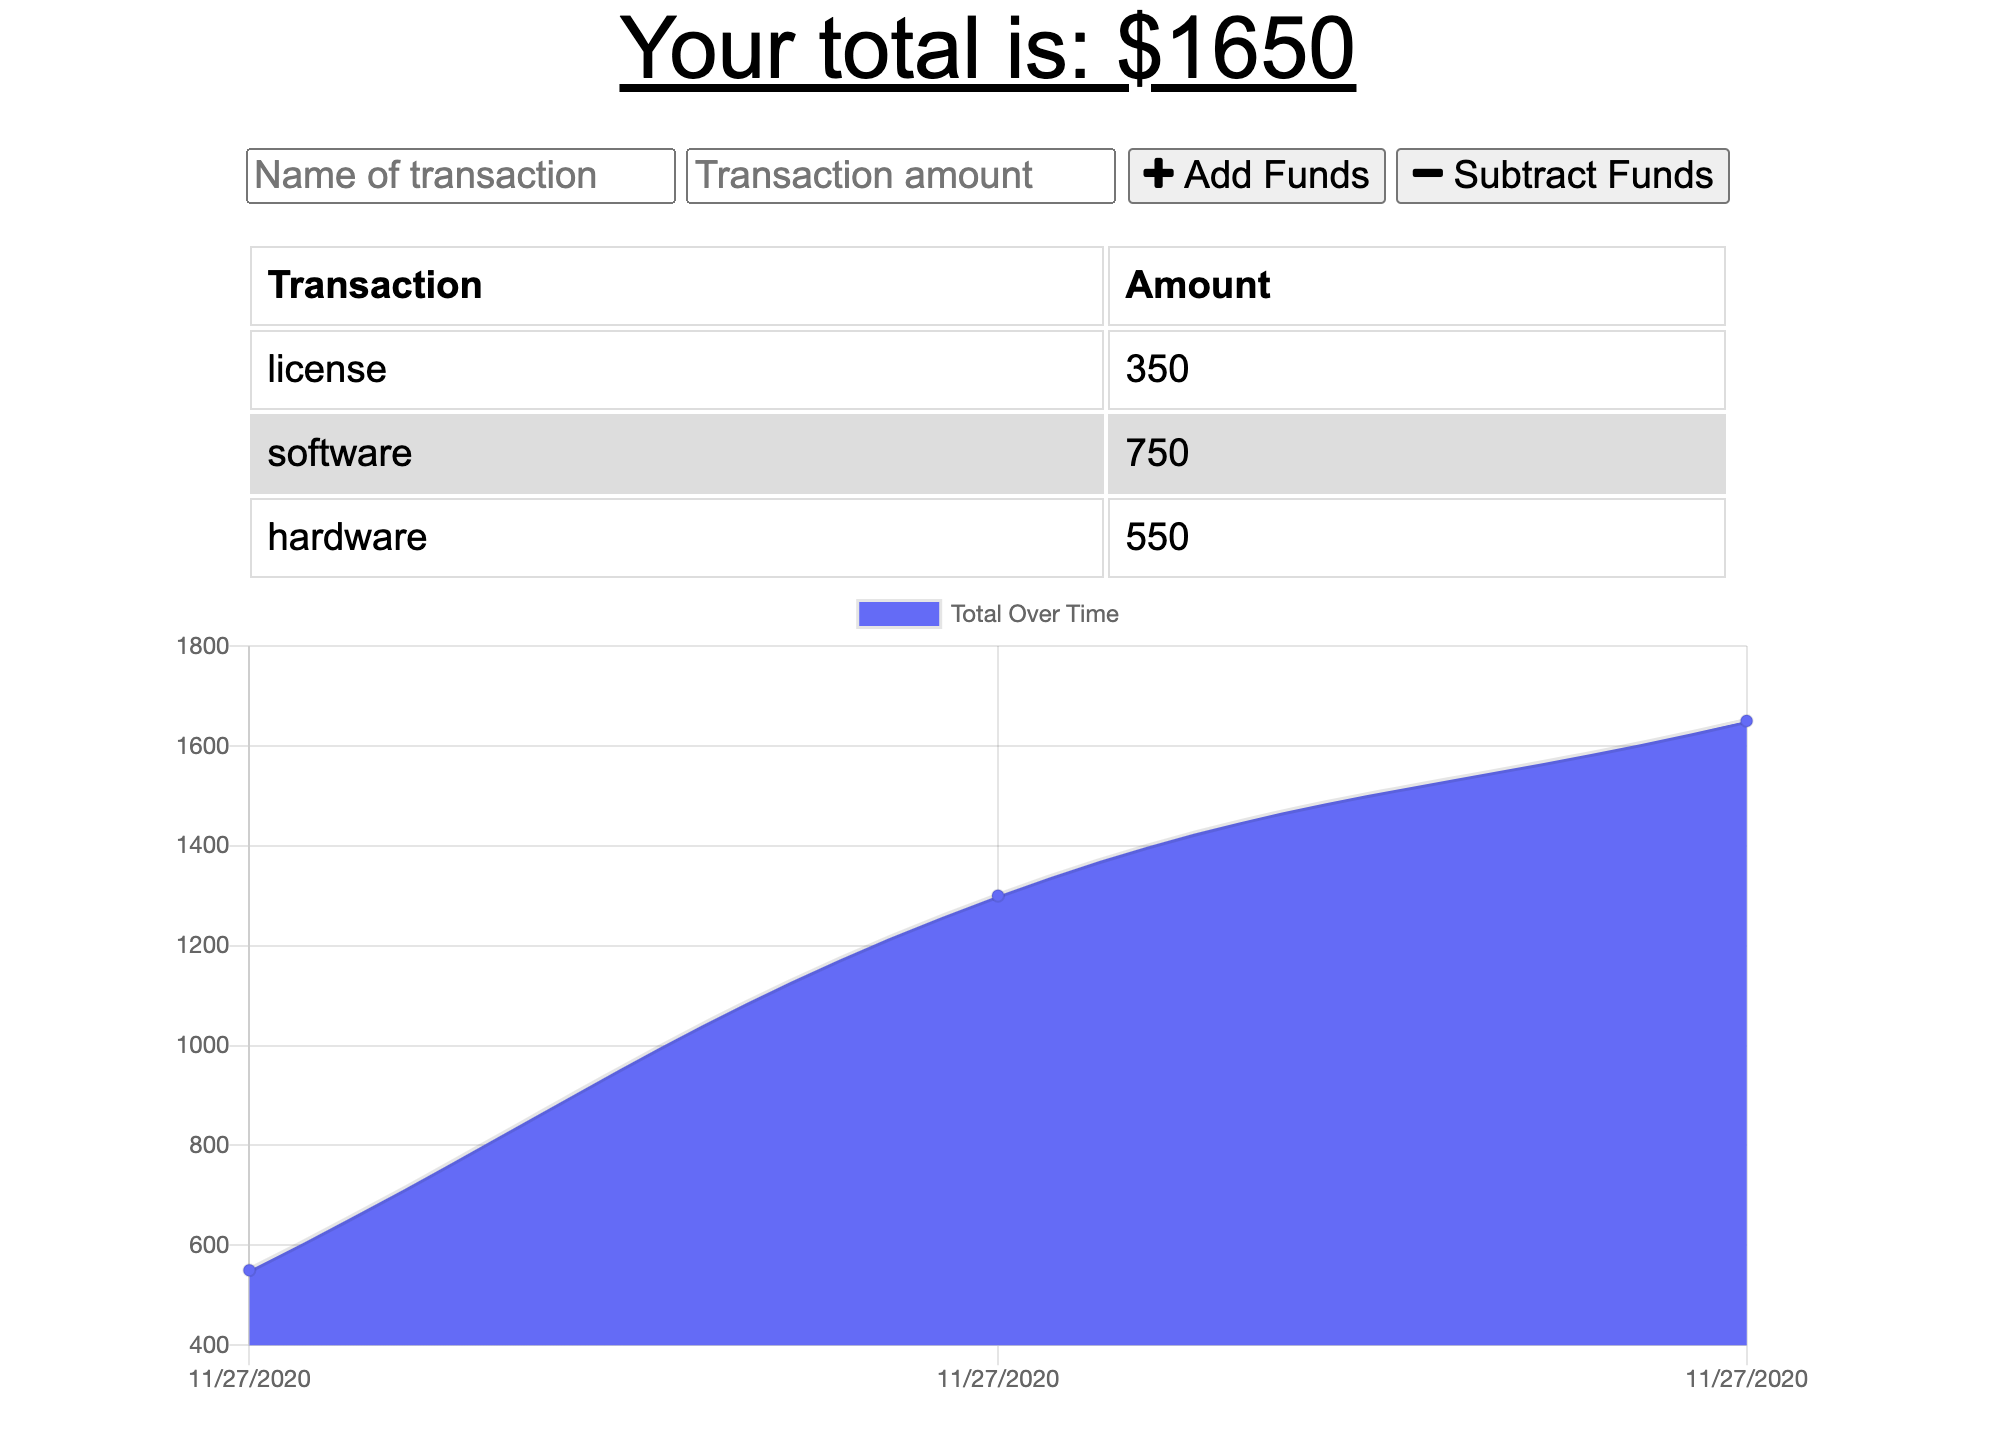 Your total is: $1650
Name of transaction Transaction amount Add Funds Subtract Funds
Transaction Amount
license 350
software 750
hardware 550
Total Over Time
1800
1600
1400
1200
1000
800
600
400
11/27/2020 11/27/2020 11/27/2020